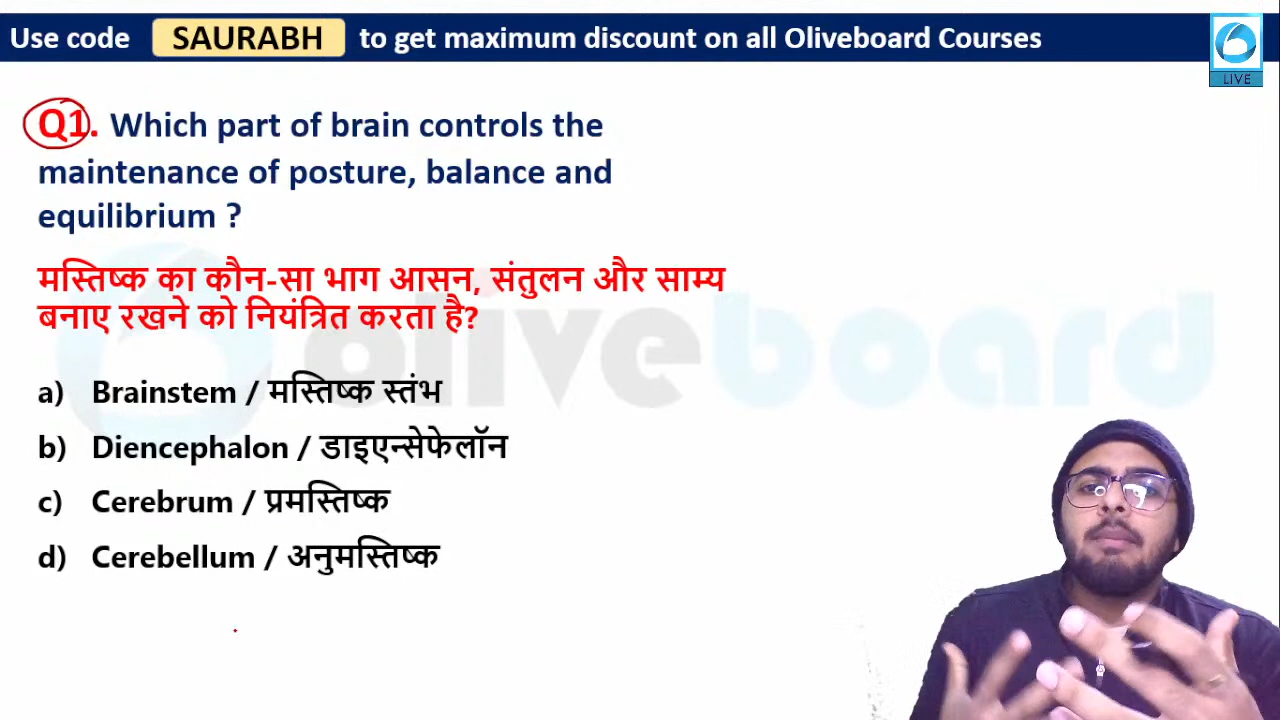 Use code SAURABH to get maximum discount on all Oliveboard Courses
LIVE
Q1. Which part of brain controls the
maintenance of posture, balance and
equilibrium ?
मस्तिष्क का कौन-सा भाग आसन, संतुलन और साम्य
बनाए रखने को नियंत्रित करता है?
oliveboard
a) Brainstem / मस्तिष्क स्तंभ
b) Diencephalon / डाइएन्सेफेलॉन
c) Cerebrum / प्रमस्तिष्क
d) Cerebellum / अनुमस्तिष्क